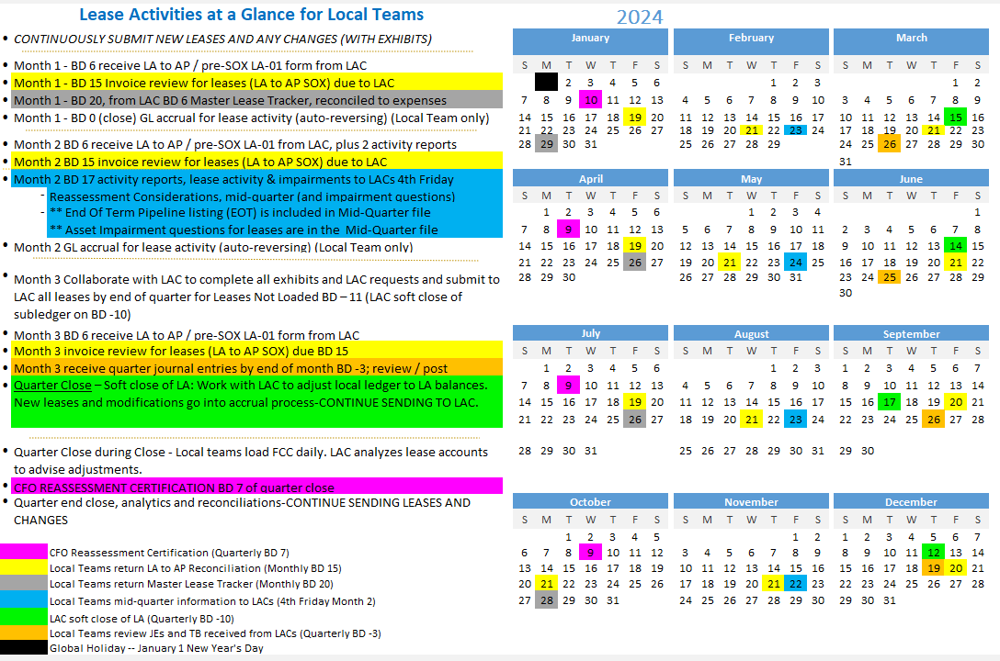 Lease Activities at a Glance for Local Teams
• CONTINUOUSLY SUBMIT NEW LEASES AND ANY CHANGES (WITH EXHIBITS)
• Month 1 - BD 6 receive LA to AP / pre-SOX LA-01 form from LAC
• Month 1 - BD 15 Invoice review for leases (LA to AP SOX) due to LAC
• Month 1 - BD 20, from LAC BD 6 Master Lease Tracker, reconciled to expenses
• Month 1 - BD 0 (close) GL accrual for lease activity (auto-reversing) (Local Team only)
• Month 2 BD 6 receive LA to AP / pre-SOX LA-01 from LAC, plus 2 activity reports
• Month 2 BD 15 invoice review for leases (LA to AP SOX) due to LAC
• Month 2 BD 17 activity reports, lease activity & impairments to LACs 4th Friday
- Reassessment Considerations, mid-quarter (and impairment questions)
- ** End Of Term Pipeline listing (EOT) is included in Mid-Quarter file
** Asset Impairment questions for leases are in the Mid-Quarter file
• Month 2 GL accrual for lease activity (auto-reversing) (Local Team only)
• Month 3 Collaborate with LAC to complete all exhibits and LAC requests and submit to
LAC all leases by end of quarter for Leases Not Loaded BD – 11 (LAC soft close of
subledger on BD -10)
• Month 3 BD 6 receive LA to AP / pre-SOX LA-01 form from LAC
• Month 3 invoice review for leases (LA to AP SOX) due BD 15
• Month 3 receive quarter journal entries by end of month BD -3; review / post
• Quarter Close – Soft close of LA: Work with LAC to adjust local ledger to LA balances.
New leases and modifications go into accrual process-CONTINUE SENDING TO LAC.
• Quarter Close during Close - Local teams load FCC daily. LAC analyzes lease accounts
to advise adjustments.
• CFO REASSESSMENT CERTIFICATION BD 7 of quarter close
• Quarter end close, analytics and reconciliations-CONTINUE SENDING LEASES AND
CHANGES
CFO Reassessment Certification (Quarterly BD 7)
Local Teams return LA to AP Reconciliation (Monthly BD 15)
Local Teams return Master Lease Tracker (Monthly BD 20)
Local Teams mid-quarter information to LACs (4th Friday Month 2)
LAC soft close of LA (Quarterly BD -10)
Local Teams review JEs and TB received from LACs (Quarterly BD -3)
Global Holiday -- January 1 New Year's Day
2024
January
S M T W T F S
2 3 4 5 6
7 8 9 10 11 12 13
14 15 16 17 18 19 20
21 22 23 24 25 26 27
28 29 30 31
February
S M T W T F S
1 2 3
4 5 6 7 8 9 10
11 12 13 14 15 16 17
18 19 20 21 22 23 24
25 26 27 28 29
March
S M T W T F S
1 2
3 4 5 6 7 8 9
10 11 12 13 14 15 16
17 18 19 20 21 22 23
24 25 26 27 28 29 30
31
April
S M T W T F S
1 2 3 4 5 6
7 8 9 10 11 12 13
14 15 16 17 18 19 20
21 22 23 24 25 26 27
28 29 30
May
S M T W T F S
1 2 3 4
5 6 7 8 9 10 11
12 13 14 15 16 17 18
19 20 21 22 23 24 25
26 27 28 29 30 31
June
S M T W T F S
1
2 3 4 5 6 7 8
9 10 11 12 13 14 15
16 17 18 19 20 21 22
23 24 25 26 27 28 29
30
July
S M T W T F S
1 2 3 4 5 6
7 8 9 10 11 12 13
14 15 16 17 18 19 20
21 22 23 24 25 26 27
28 29 30 31
August
S M T W T F S
1 2 3
4 5 6 7 8 9 10
11 12 13 14 15 16 17
18 19 20 21 22 23 24
25 26 27 28 29 30 31
September
S M T W T F S
1 2 3 4 5 6 7
8 9 10 11 12 13 14
15 16 17 18 19 20 21
22 23 24 25 26 27 28
29 30
October
S M T W T F S
1 2 3 4 5
6 7 8 9 10 11 12
13 14 15 16 17 18 19
20 21 22 23 24 25 26
27 28 29 30 31
November
S M T W T F S
1 2
3 4 5 6 7 8 9
10 11 12 13 14 15 16
17 18 19 20 21 22 23
24 25 26 27 28 29 30
December
S M T W T F S
1 2 3 4 5 6 7
8 9 10 11 12 13 14
15 16 17 18 19 20 21
22 23 24 25 26 27 28
29 30 31